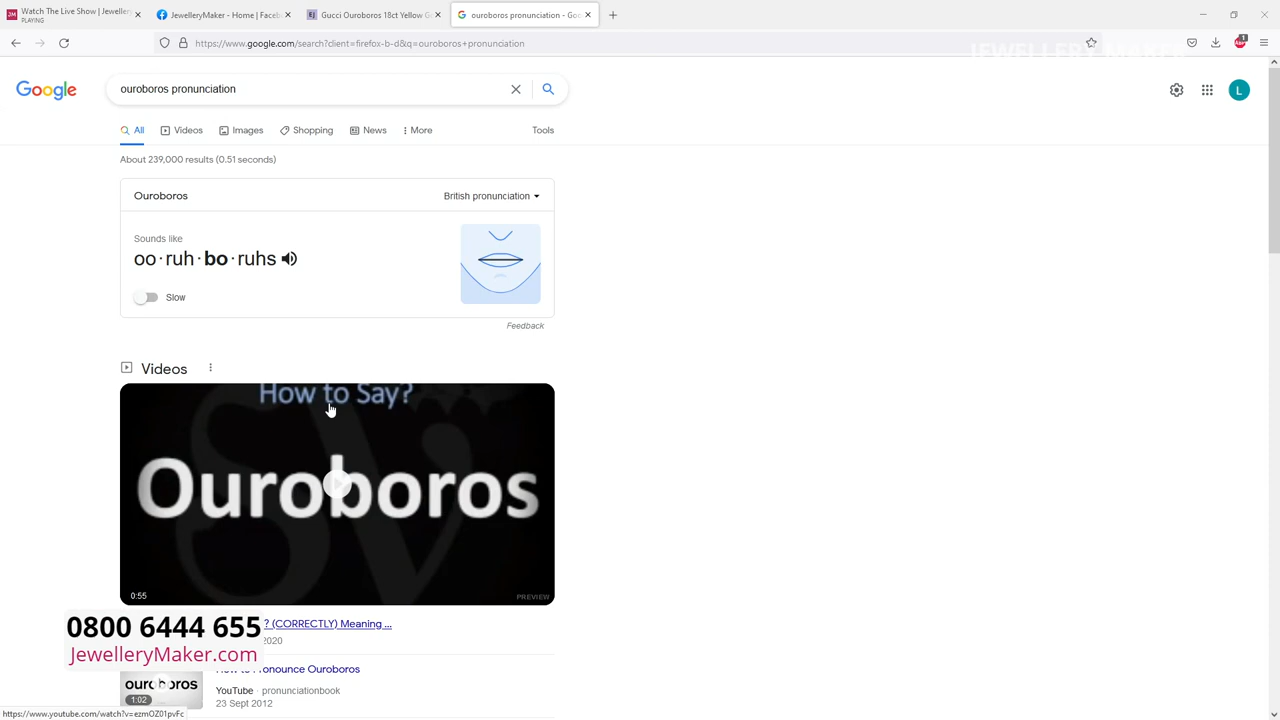 Watch The Live Show | Jewellery M
PLAYING
JewelleryMaker - Home | Faceb
Gucci Ouroboros 18ct Yellow G
ouroboros pronunciation - Goo
https://www.google.com/search?client=firefox-b-d&q=ouroboros+pronunciation
JEWELLERY MAKER
1
Google
ouroboros pronunciation
L
All
Videos
Images
Shopping
News
More
Tools
About 239,000 results (0.51 seconds)
Ouroboros
British pronunciation
Sounds like
oo·ruh·bo·ruhs
Slow
Feedback
Videos
How to Say?
Ouroboros
0:55
PREVIEW
0800 6444 655
? (CORRECTLY) Meaning ...
JewelleryMaker.com
2020
How to Pronounce Ouroboros
ouroboros
1:02
YouTube · pronunciationbook
23 Sept 2012
https://www.youtube.com/watch?v=ezmOZ01pvFc